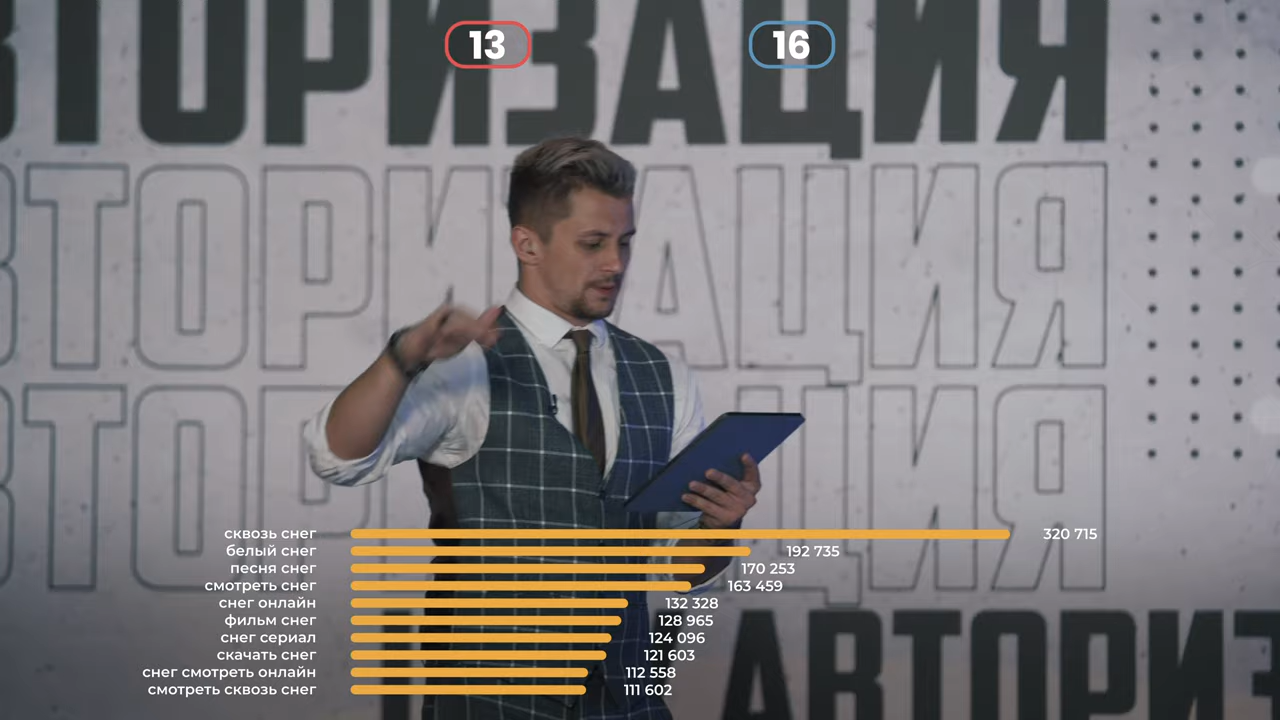 13 16
АВТОРИЗАЦИЯ
АВТОРИЗАЦИЯ
АВТОРИЗАЦИЯ
сквозь снег 320 715
белый снег 192 735
песня снег 170 253
смотреть снег 163 459
снег онлайн 132 328
фильм снег 128 965
снег сериал 124 096
скачать снег 121 603
снег смотреть онлайн 112 558
смотреть сквозь снег 111 602
АВТОРИЗ